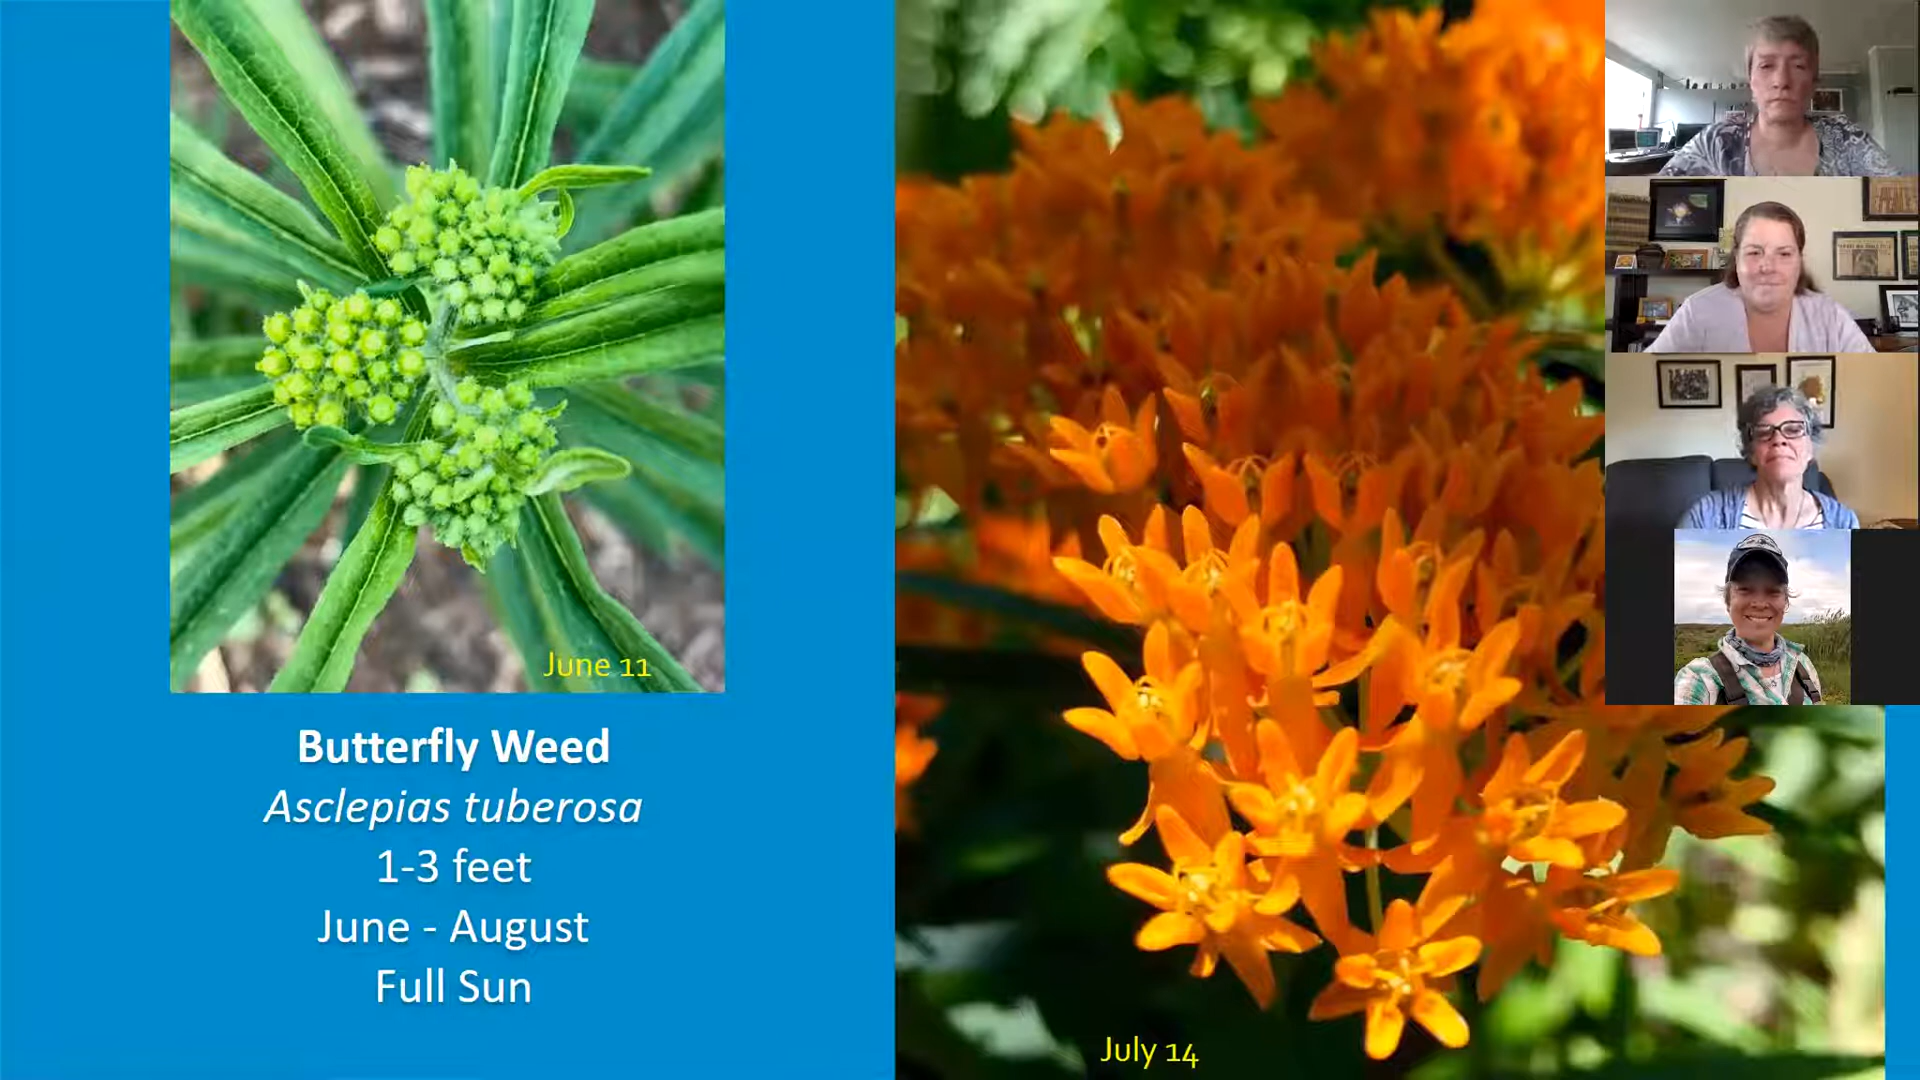 June 11
Butterfly Weed
Asclepias tuberosa
1-3 feet
June - August
Full Sun
July 14